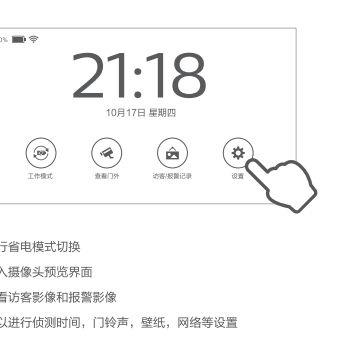 0%
21:18
10月17日 星期四
工作模式 查看门外 访客/报警记录 设置
行省电模式切换
入摄像头预览界面
看访客影像和报警影像
以进行侦测时间，门铃声，壁纸，网络等设置